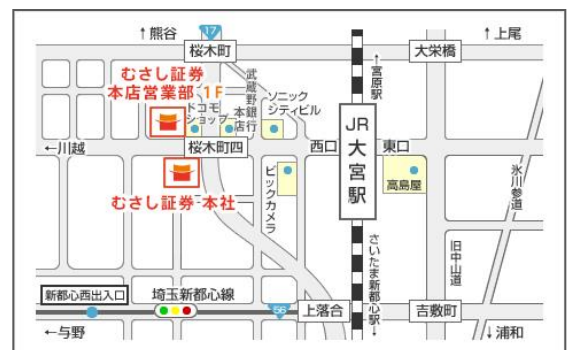 ↑熊谷
17
↑上尾
桜木町
大栄橋
むさし証券
本店営業部 1F
武蔵野銀行
本店
ドコモ
ショップ
ソニック
シティビル
↑宮原駅
JR大宮駅
←川越
桜木町四
西口
東口
高島屋
ビックカメラ
むさし証券 本社
氷川参道
旧中山道
さいたま新都心駅↓
新都心西出入口
埼玉新都心線
56
上落合
吉敷町
←与野
↓浦和